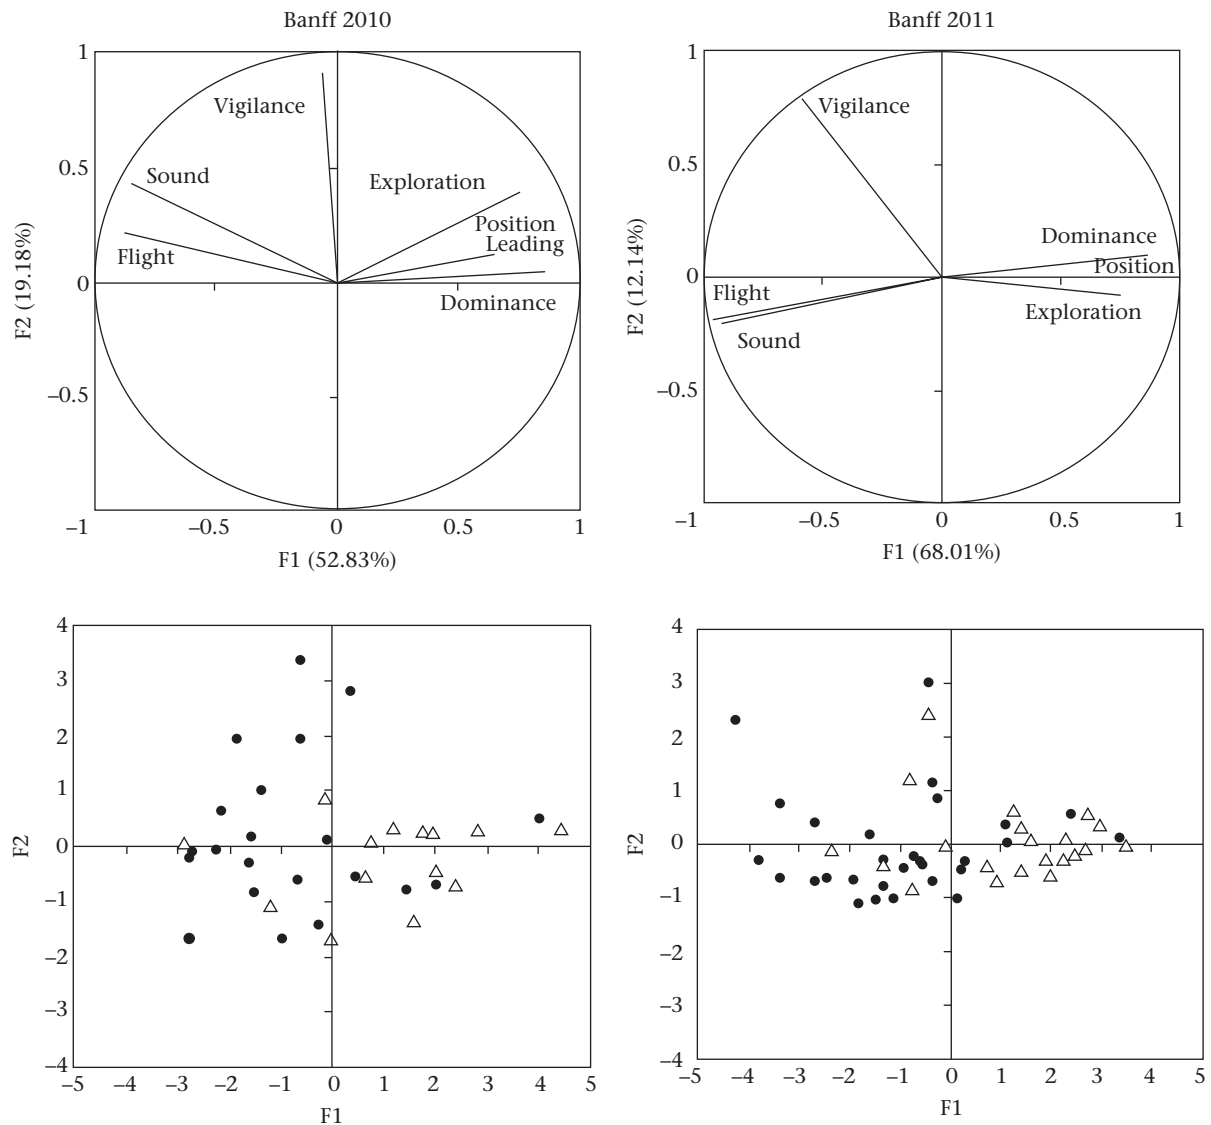 Banff 2010
1
0.5
0
–0.5
–1
–0.5
0
0.5
1
F2 (19.18%)
F1 (52.83%)
Vigilance
Sound
Flight
Exploration
Position
Leading
Dominance
Banff 2011
1
0.5
0
–0.5
–1
–0.5
0
0.5
1
F2 (12.14%)
F1 (68.01%)
Vigilance
Dominance
Position
Exploration
Flight
Sound
4
3
2
1
0
–1
–2
–3
–4
–5
–4
–3
–2
–1
0
1
2
3
4
5
F2
F1
4
3
2
1
0
–1
–2
–3
–4
–5
–4
–3
–2
–1
0
1
2
3
4
5
F2
F1